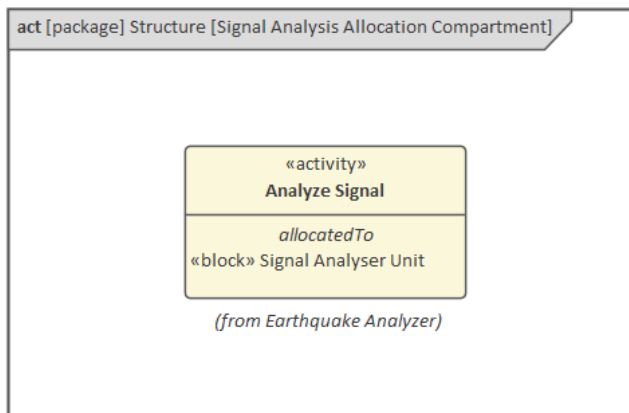 act [package] Structure [Signal Analysis Allocation Compartment]
«activity»
Analyze Signal
allocatedTo
«block» Signal Analyser Unit
(from Earthquake Analyzer)